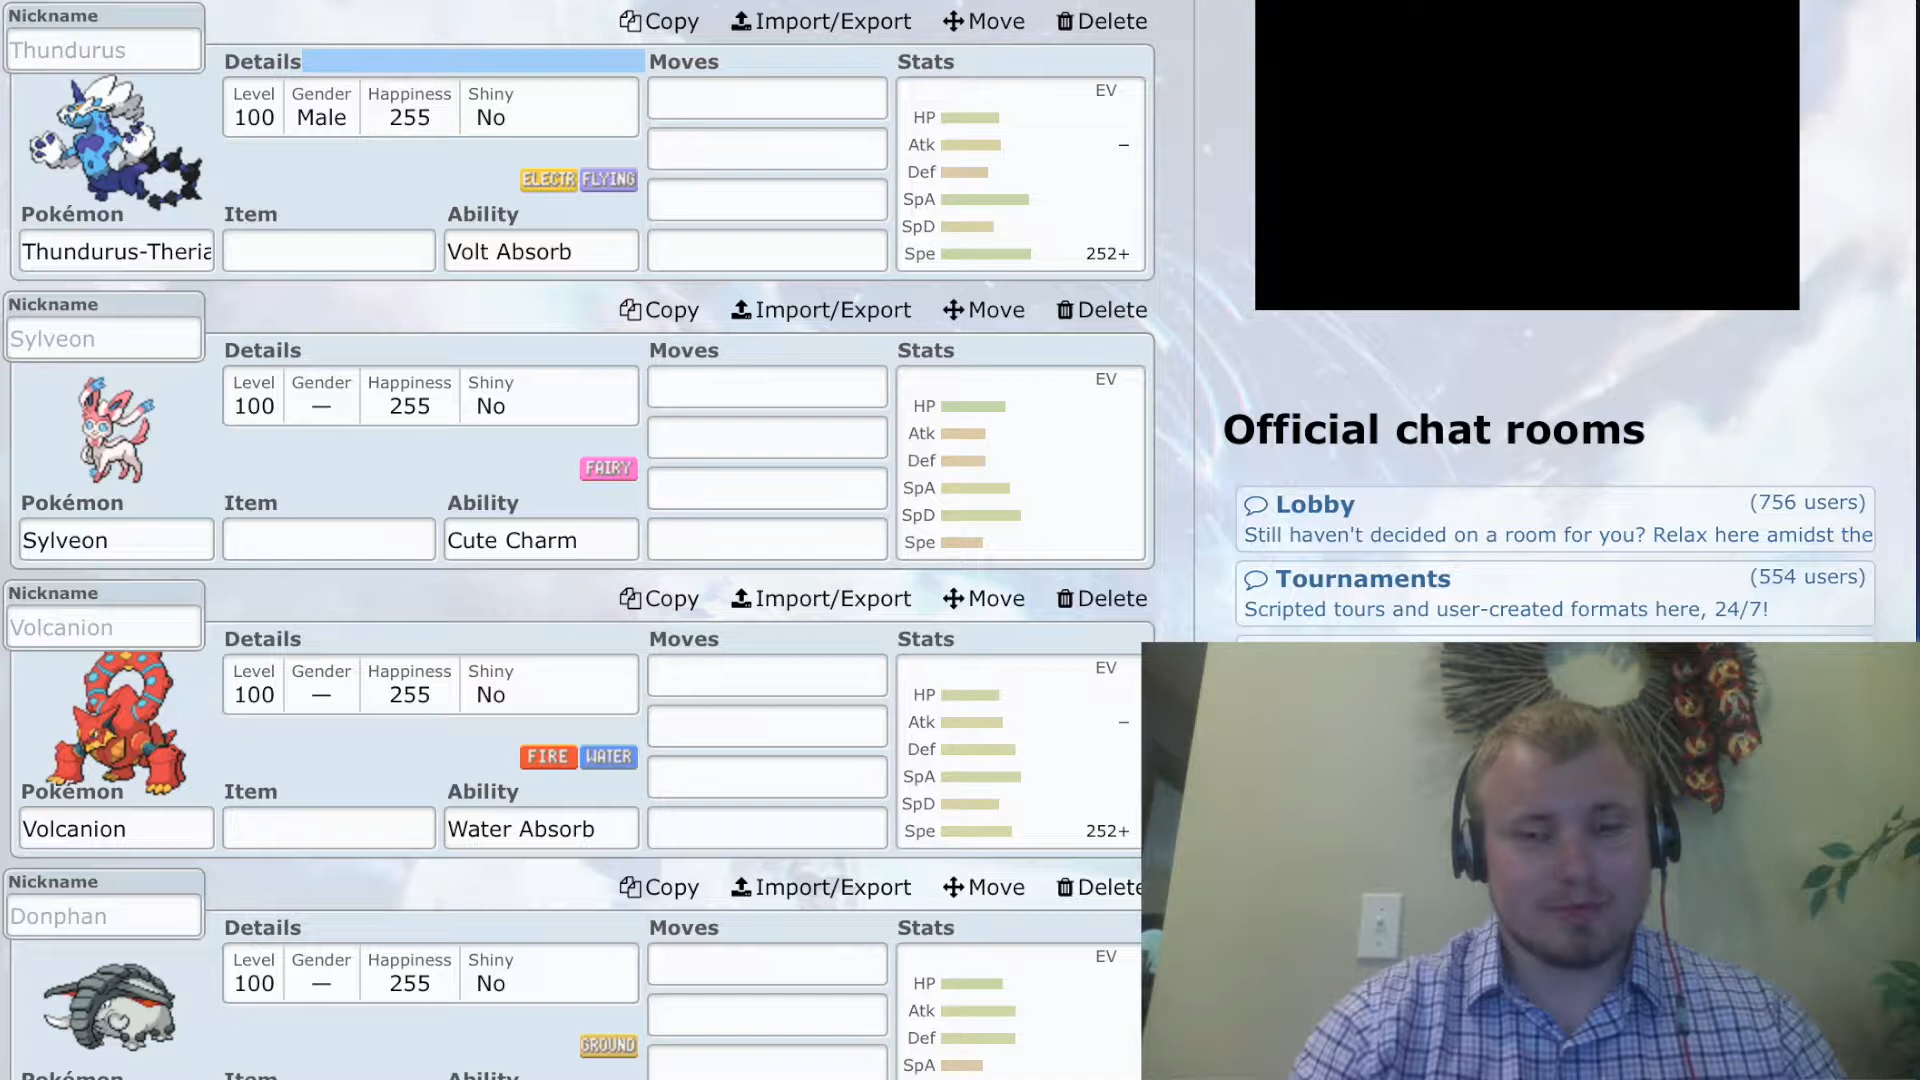 Nickname
Thundurus
Copy Import/Export Move Delete
Details Moves Stats
Level Gender Happiness Shiny
100 Male 255 No
EV
HP
Atk –
Def
SpA
SpD
Spe 252+
ELECTR FLYING
Pokémon Item Ability
Thundurus-Theria Volt Absorb
Nickname
Sylveon
Copy Import/Export Move Delete
Details Moves Stats
Level Gender Happiness Shiny
100 — 255 No
EV
HP
Atk
Def
SpA
SpD
Spe
FAIRY
Pokémon Item Ability
Sylveon Cute Charm
Nickname
Volcanion
Copy Import/Export Move Delete
Details Moves Stats
Level Gender Happiness Shiny
100 — 255 No
EV
HP
Atk –
Def
SpA
SpD
Spe 252+
FIRE WATER
Pokémon Item Ability
Volcanion Water Absorb
Nickname
Donphan
Copy Import/Export Move Delete
Details Moves Stats
Level Gender Happiness Shiny
100 — 255 No
EV
HP
Atk
Def
SpA
GROUND
Pokémon Item Ability
Official chat rooms
Lobby (756 users)
Still haven't decided on a room for you? Relax here amidst the
Tournaments (554 users)
Scripted tours and user-created formats here, 24/7!